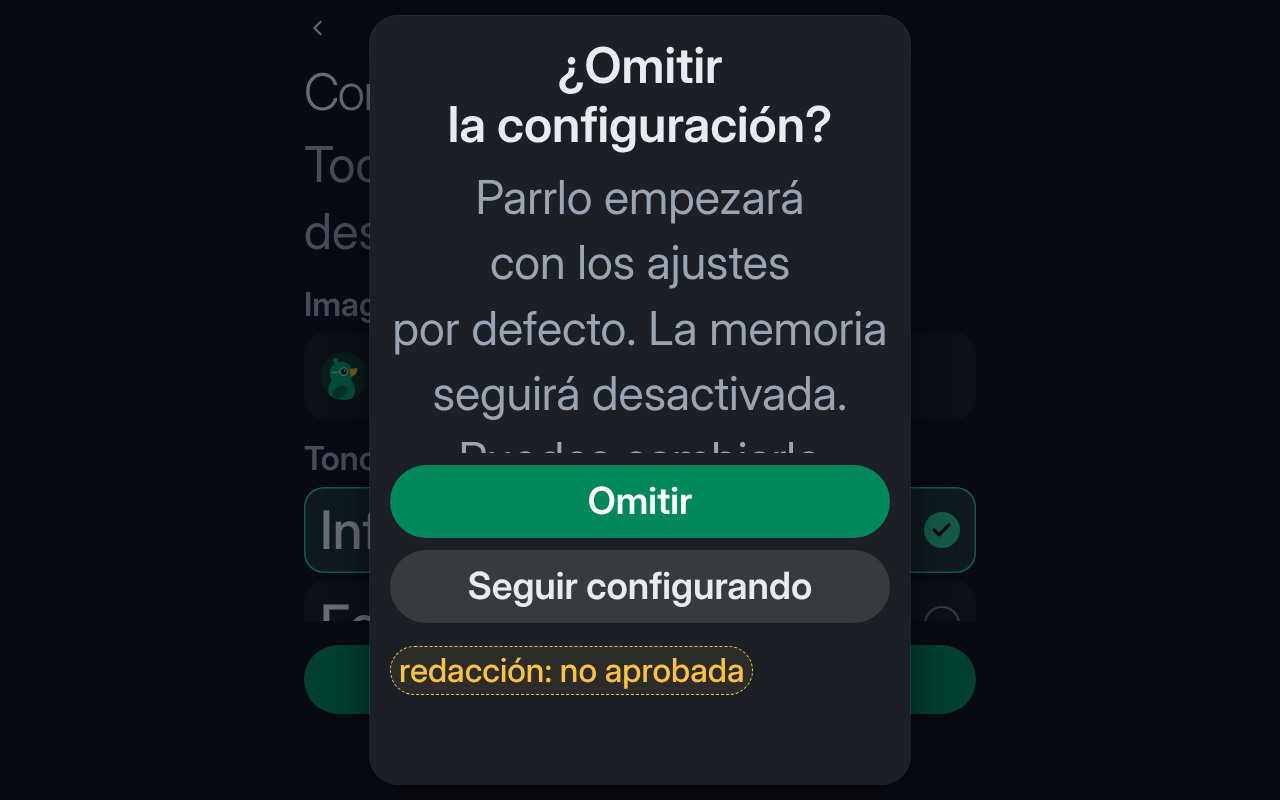 ¿Omitir
la configuración?
Parrlo empezará
con los ajustes
por defecto. La memoria
seguirá desactivada.
Omitir
Seguir configurando
redacción: no aprobada